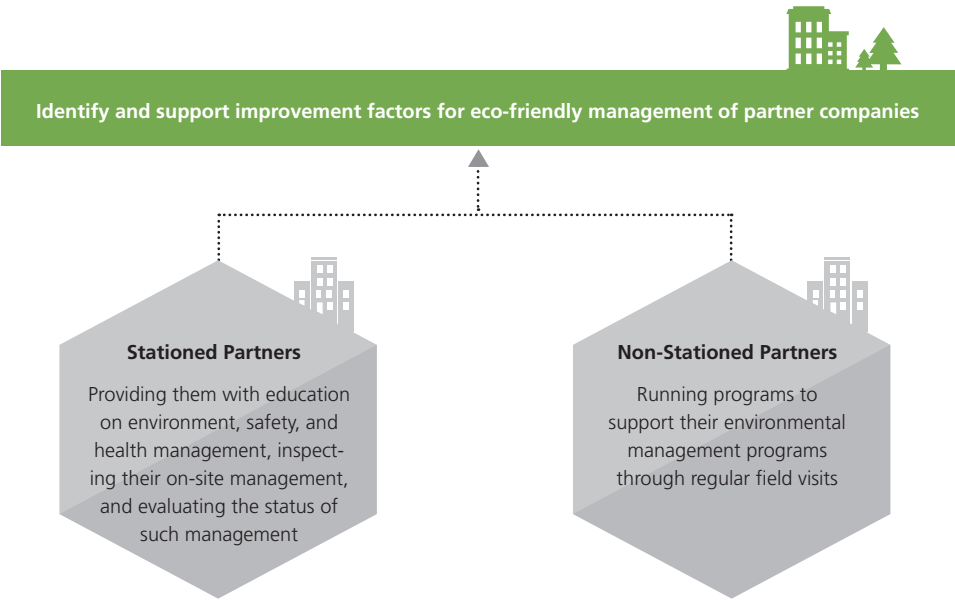 Identify and support improvement factors for eco-friendly management of partner companies
Stationed Partners
Providing them with education
on environment, safety, and
health management, inspect-
ing their on-site management,
and evaluating the status of
such management
Non-Stationed Partners
Running programs to
support their environmental
management programs
through regular field visits